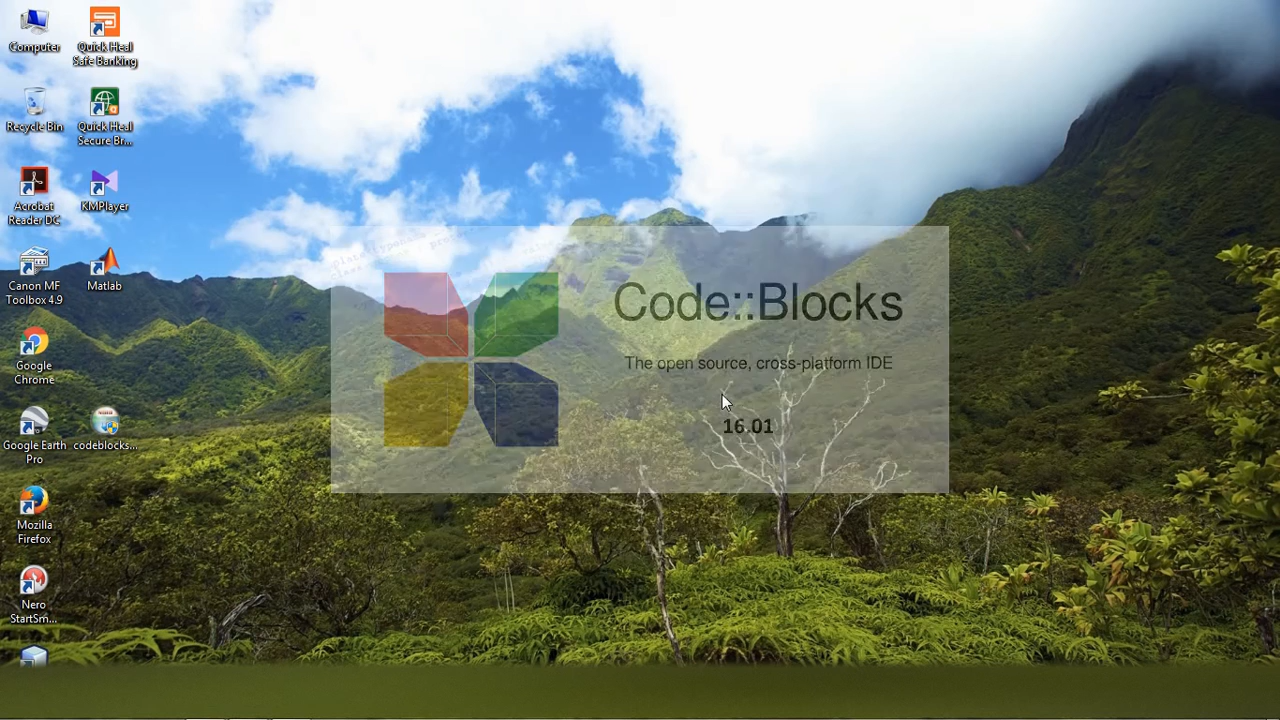 Computer
Quick Heal
Safe Banking
Recycle Bin
Quick Heal
Secure Br...
Acrobat
Reader DC
KMPlayer
Canon MF
Toolbox 4.9
Matlab
Google
Chrome
Google Earth
Pro
codeblocks...
Mozilla
Firefox
Nero
StartSm...
Code::Blocks
The open source, cross-platform IDE
16.01